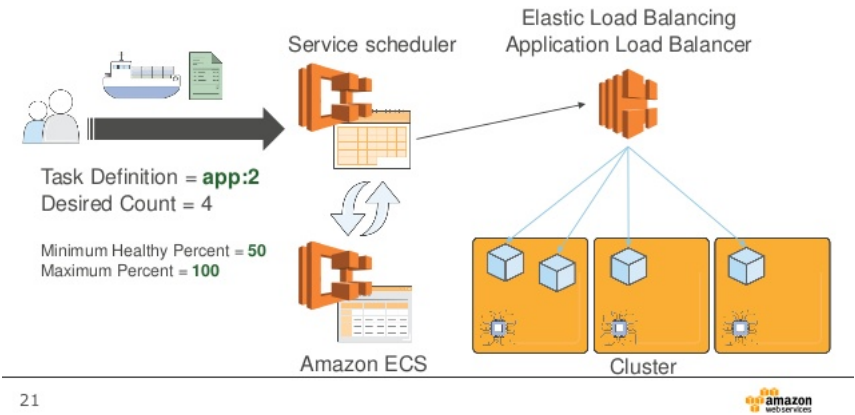 Elastic Load Balancing
Application Load Balancer
Service scheduler
Task Definition = app:2
Desired Count = 4
Minimum Healthy Percent = 50
Maximum Percent = 100
Amazon ECS
Cluster
21
amazon
webservices